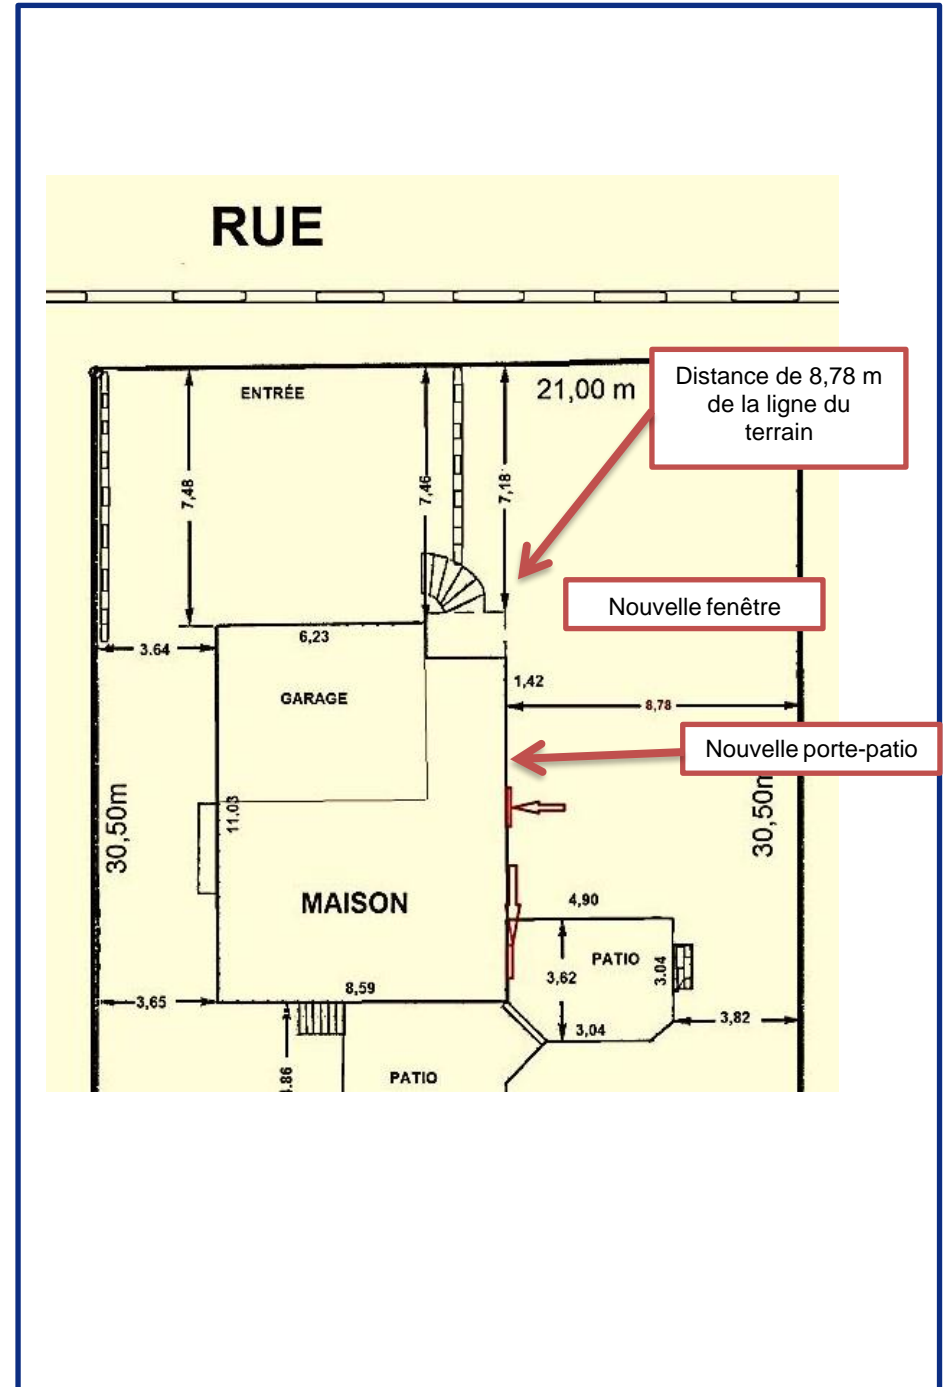 RUE
ENTRÉE
21,00 m
Distance de 8,78 m
de la ligne du
terrain
7,48
7,46
7,18
Nouvelle fenêtre
6,23
3.64
GARAGE
1,42
8,78
Nouvelle porte-patio
30,50m
11.03
30,50m
MAISON
4,90
PATIO
3,62
3.04
3,65
8,59
3,04
3,82
PATIO